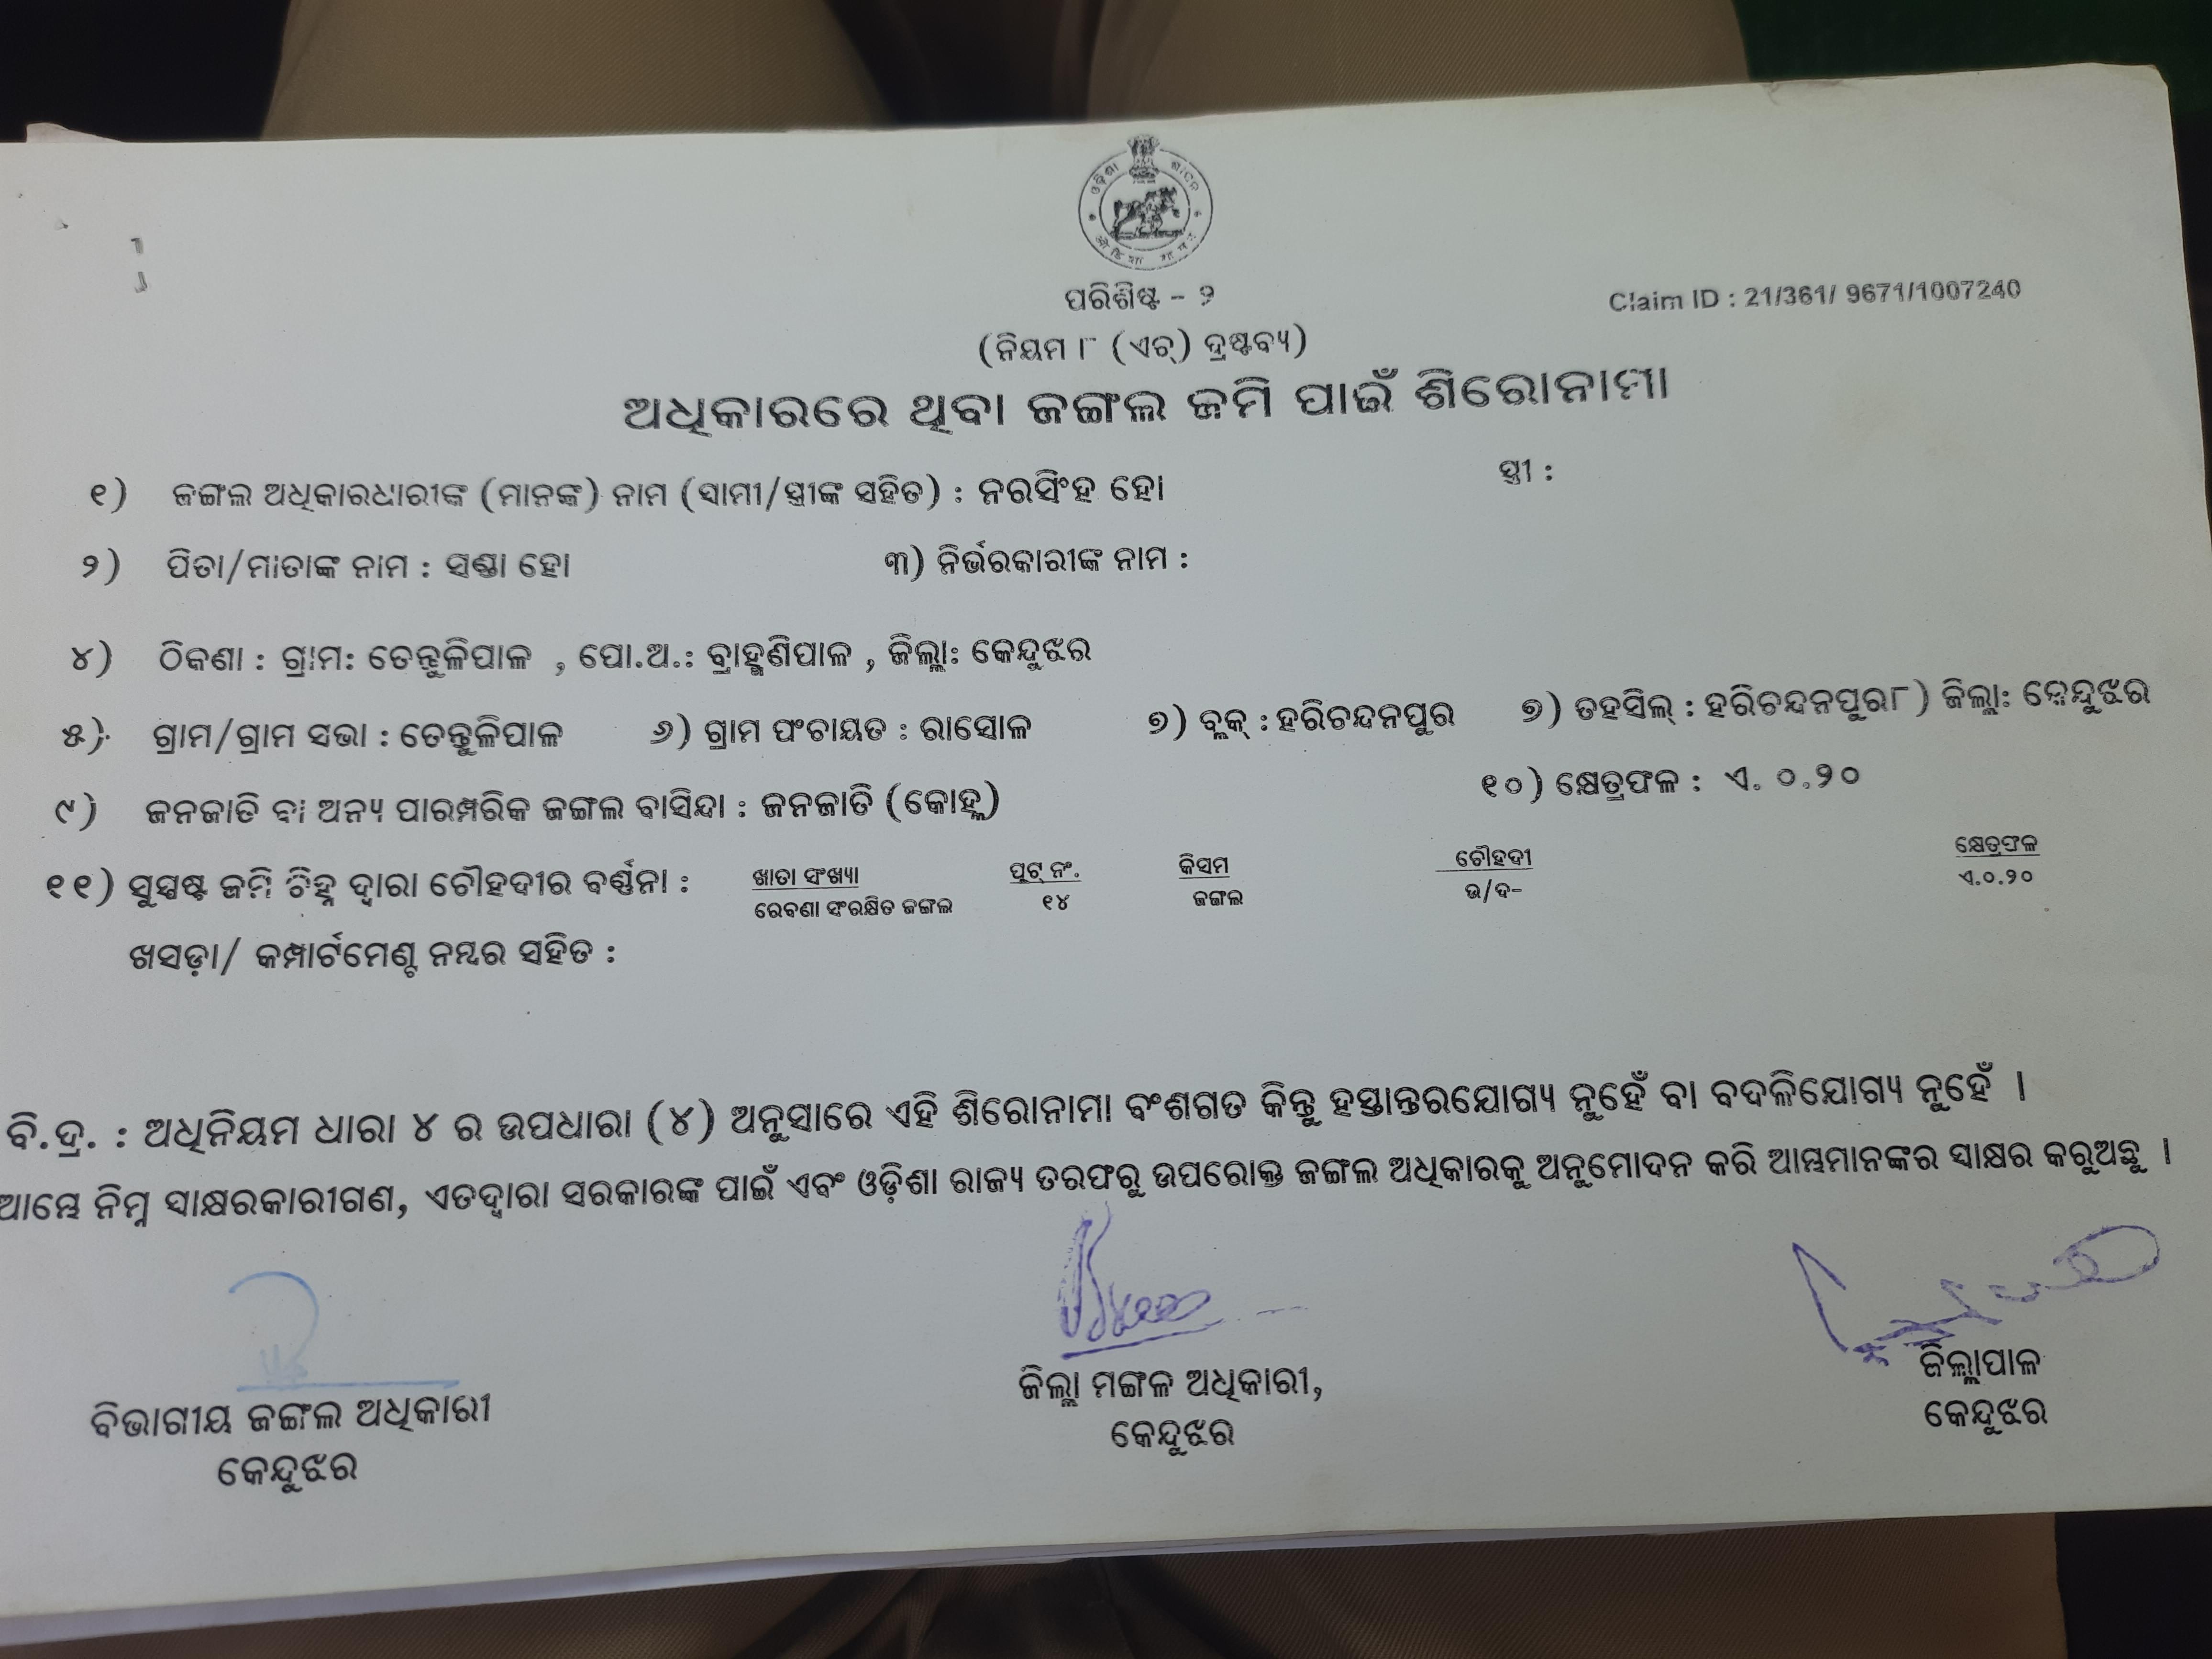 ପରିଶିଷ୍ଟ - ୨
Claim ID : 21/361/ 9671/1007240
(ନିୟମ ୮ (ଏଚ୍) ଦ୍ରଷ୍ଟବ୍ୟ)
ଅଧିକାରରେ ଥିବା ଜଙ୍ଗଲ ଜମି ପାଇଁ ଶିରୋନାମା
୧) ଜଙ୍ଗଲ ଅଧିକାରଧାରୀଙ୍କ (ମାନଙ୍କ) ନାମ (ସ୍ୱାମୀ/ସ୍ତ୍ରୀଙ୍କ ସହିତ) : ନରସିଂହ ହୋ ସ୍ତ୍ରୀ :
୨) ପିତା/ମାତାଙ୍କ ନାମ : ସଣ୍ଡା ହୋ ୩) ନିର୍ଭରକାରୀଙ୍କ ନାମ :
୪) ଠିକଣା : ଗ୍ରାମ: ତେନ୍ତୁଳିପାଳ , ପୋ.ଅ.: ବ୍ରାହ୍ମଣିପାଳ , ଜିଲ୍ଲା: କେନ୍ଦୁଝର
୫) ଗ୍ରାମ/ଗ୍ରାମ ସଭା : ତେନ୍ତୁଳିପାଳ ୬) ଗ୍ରାମ ପଂଚାୟତ : ରାସୋଳ ୭) ବ୍ଲକ୍ : ହରିଚନ୍ଦନପୁର ୭) ତହସିଲ୍ : ହରିଚନ୍ଦନପୁର ୮) ଜିଲ୍ଲା: କେନ୍ଦୁଝର
୯) ଜନଜାତି ବା ଅନ୍ୟ ପାରମ୍ପରିକ ଜଙ୍ଗଲ ବାସିନ୍ଦା : ଜନଜାତି (କୋହ୍ଲ) ୧୦) କ୍ଷେତ୍ରଫଳ : ଏ. ୦.୨୦
୧୧) ସୁସ୍ପଷ୍ଟ ଜମି ଚିହ୍ନ ଦ୍ୱାରା ଚୌହଦୀର ବର୍ଣ୍ଣନା : ଖାତା ସଂଖ୍ୟା ପ୍ଲଟ୍ ନଂ. କିସମ ଚୌହଦୀ କ୍ଷେତ୍ରଫଳ
ରେବଣା ସଂରକ୍ଷିତ ଜଙ୍ଗଲ ୧୪ ଜଙ୍ଗଲ ଉ/ଦ- ଏ.୦.୨୦
ଖସଡ଼ା/ କମ୍ପାର୍ଟମେଣ୍ଟ ନମ୍ବର ସହିତ :
ବି.ଦ୍ର. : ଅଧିନିୟମ ଧାରା ୪ ର ଉପଧାରା (୪) ଅନୁସାରେ ଏହି ଶିରୋନାମା ବଂଶଗତ କିନ୍ତୁ ହସ୍ତାନ୍ତରଯୋଗ୍ୟ ନୁହେଁ ବା ବଦଳିଯୋଗ୍ୟ ନୁହେଁ ।
ଆମ୍ଭେ ନିମ୍ନ ସ୍ୱାକ୍ଷରକାରୀଗଣ, ଏତଦ୍ଦ୍ୱାରା ସରକାରଙ୍କ ପାଇଁ ଏବଂ ଓଡ଼ିଶା ରାଜ୍ୟ ତରଫରୁ ଉପରୋକ୍ତ ଜଙ୍ଗଲ ଅଧିକାରକୁ ଅନୁମୋଦନ କରି ଆମ୍ଭମାନଙ୍କର ସ୍ୱାକ୍ଷର କରୁଅଛୁ ।
ବିଭାଗୀୟ ଜଙ୍ଗଲ ଅଧିକାରୀ
କେନ୍ଦୁଝର
ଜିଲ୍ଲା ମଙ୍ଗଳ ଅଧିକାରୀ,
କେନ୍ଦୁଝର
ଜିଲ୍ଲାପାଳ
କେନ୍ଦୁଝର